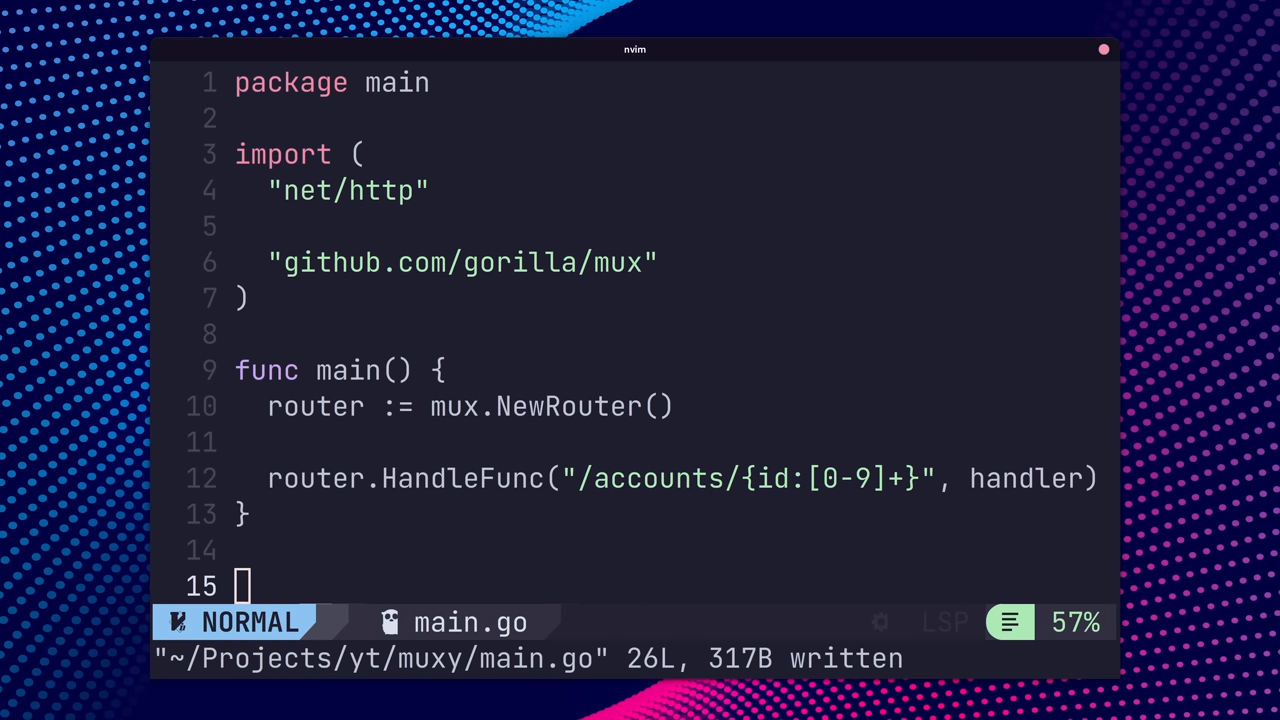 nvim
1 package main
2
3 import (
4 "net/http"
5
6 "github.com/gorilla/mux"
7 )
8
9 func main() {
10 router := mux.NewRouter()
11
12 router.HandleFunc("/accounts/{id:[0-9]+}", handler)
13 }
14
15
NORMAL main.go LSP 57%
"~/Projects/yt/muxy/main.go" 26L, 317B written